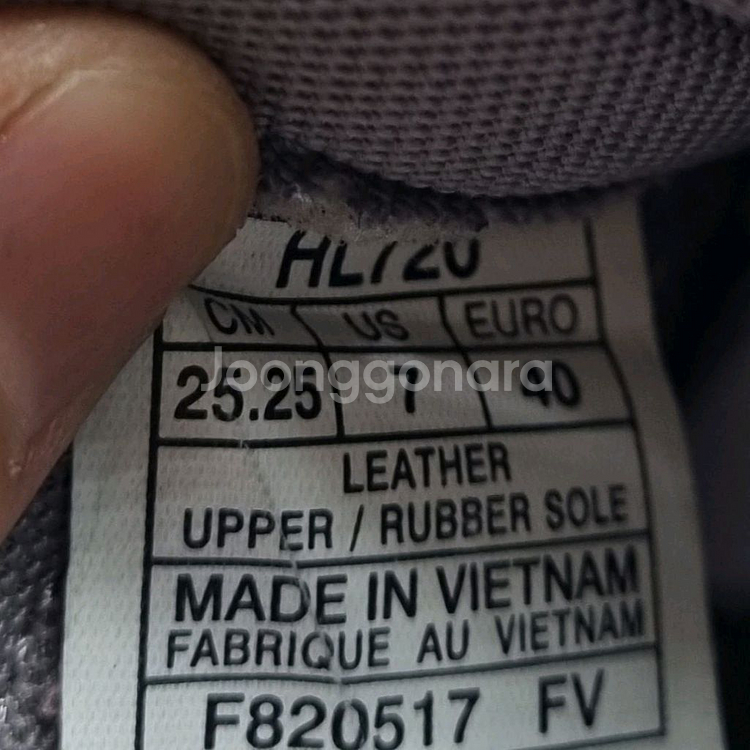 HL720
CM US EURO
25.25 7 40
Joonggonara
LEATHER
UPPER / RUBBER SOLE
MADE IN VIETNAM
FABRIQUE AU VIETNAM
F820517 FV